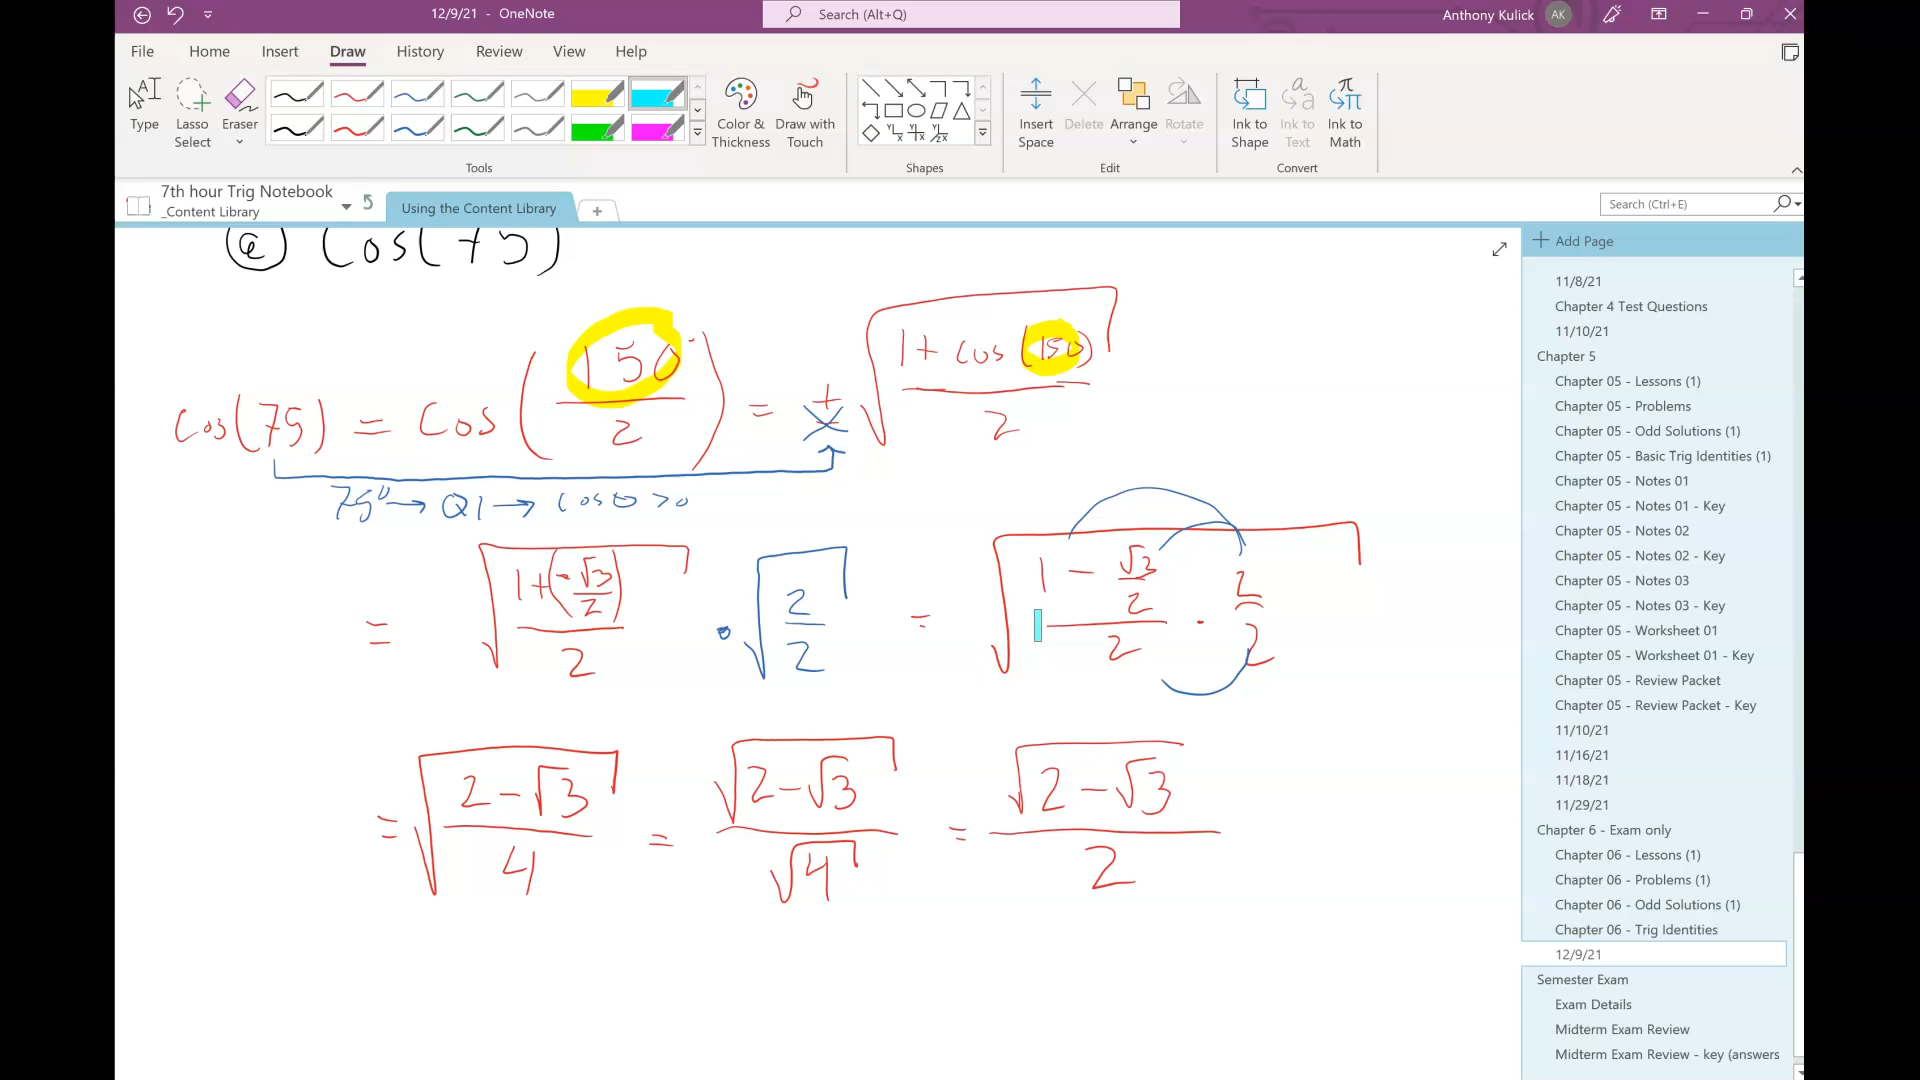 12/9/21 - OneNote
Search (Alt+Q)
Anthony Kulick AK
File Home Insert Draw History Review View Help
Type
Lasso Select
Eraser
Color & Thickness
Draw with Touch
Insert Space
Delete
Arrange
Rotate
Ink to Shape
Ink to Text
Ink to Math
Tools Shapes Edit Convert
7th hour Trig Notebook
_Content Library
Using the Content Library
Search (Ctrl+E)
ⓐ Cos(75)
cos(75) = cos(150°/2) = ±√((1 + cos(150))/2)
75° → Q1 → cosθ > 0
= √((1+(-√3/2))/2) · √(2/2) = √((1 - √3/2)/2 · 2/2)
= √((2-√3)/4) = √(2-√3)/√4 = √(2-√3)/2
Add Page
11/8/21
Chapter 4 Test Questions
11/10/21
Chapter 5
Chapter 05 - Lessons (1)
Chapter 05 - Problems
Chapter 05 - Odd Solutions (1)
Chapter 05 - Basic Trig Identities (1)
Chapter 05 - Notes 01
Chapter 05 - Notes 01 - Key
Chapter 05 - Notes 02
Chapter 05 - Notes 02 - Key
Chapter 05 - Notes 03
Chapter 05 - Notes 03 - Key
Chapter 05 - Worksheet 01
Chapter 05 - Worksheet 01 - Key
Chapter 05 - Review Packet
Chapter 05 - Review Packet - Key
11/10/21
11/16/21
11/18/21
11/29/21
Chapter 6 - Exam only
Chapter 06 - Lessons (1)
Chapter 06 - Problems (1)
Chapter 06 - Odd Solutions (1)
Chapter 06 - Trig Identities
12/9/21
Semester Exam
Exam Details
Midterm Exam Review
Midterm Exam Review - key (answers